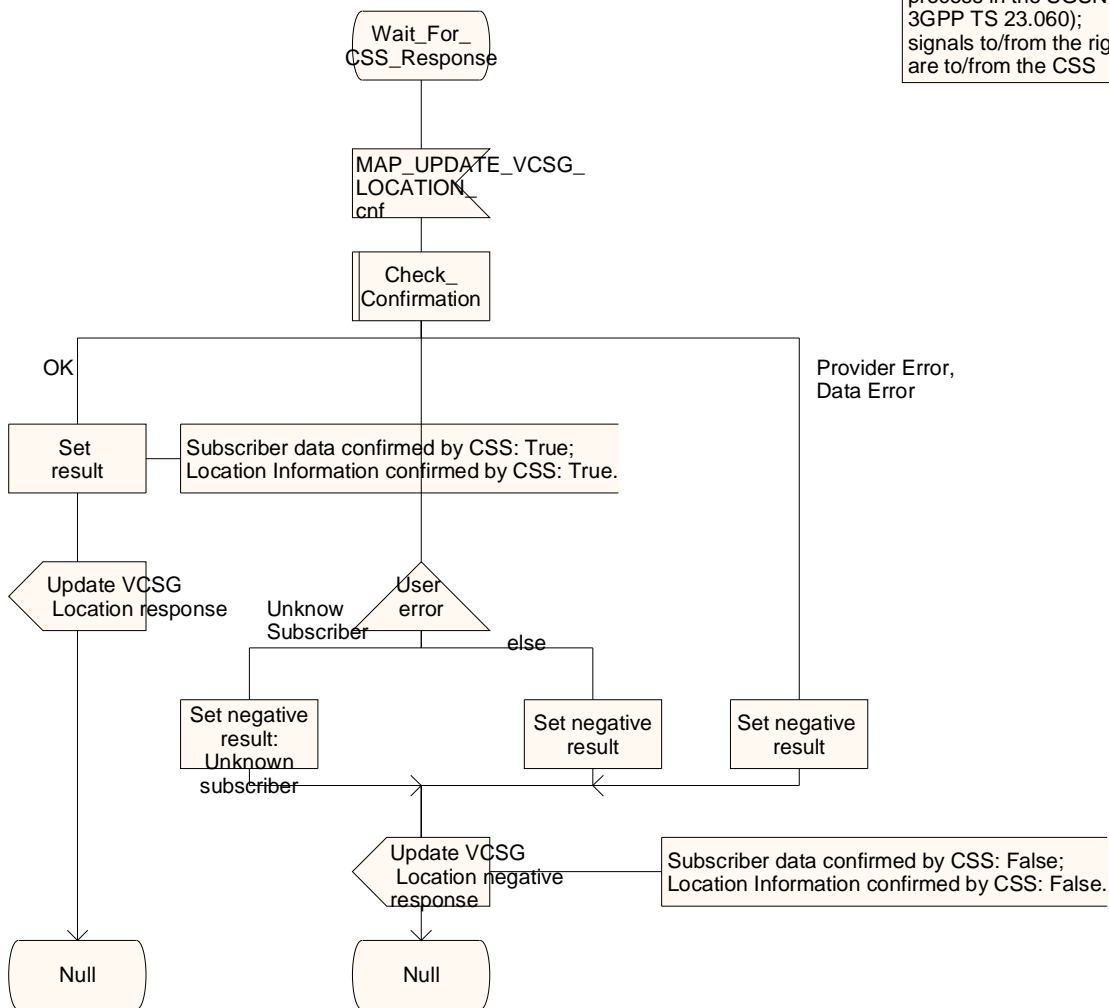 process in the SGSN
3GPP TS 23.060);
signals to/from the rig
are to/from the CSS
Wait_For_
CSS_Response
MAP_UPDATE_VCSG_
LOCATION_
cnf
Check_
Confirmation
OK
Provider Error,
Data Error
Set
result
Subscriber data confirmed by CSS: True;
Location Information confirmed by CSS: True.
Update VCSG
Location response
User
error
Unknow
Subscriber
else
Set negative
result:
Unknown
subscriber
Set negative
result
Set negative
result
Update VCSG
Location negative
response
Subscriber data confirmed by CSS: False;
Location Information confirmed by CSS: False.
Null
Null